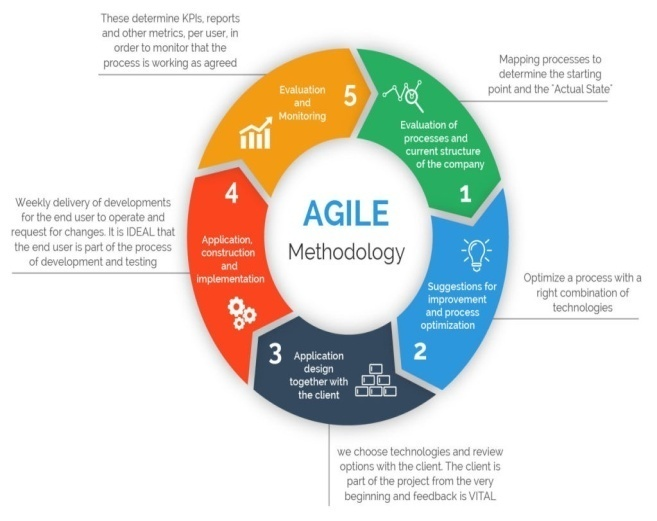 These determine KPIs, reports
and other metrics, per user, in
order to monitor that the
process is working as agreed
Mapping processes to
determine the starting
point and the "Actual State"
Evaluation
and
Monitoring
5
Evaluation of
processes and
current structure
of the company
1
Weekly delivery of developments
for the end user to operate and
request for changes. It is IDEAL that
the end user is part of the process
of development and testing
4
Application,
construction and
implementation
AGILE
Methodology
Suggestions for
improvement
and process
optimization
2
Optimize a process with a
right combination of
technologies
3
Application
design
together with
the client
we choose technologies and review
options with the client. The client is
part of the project from the very
beginning and feedback is VITAL